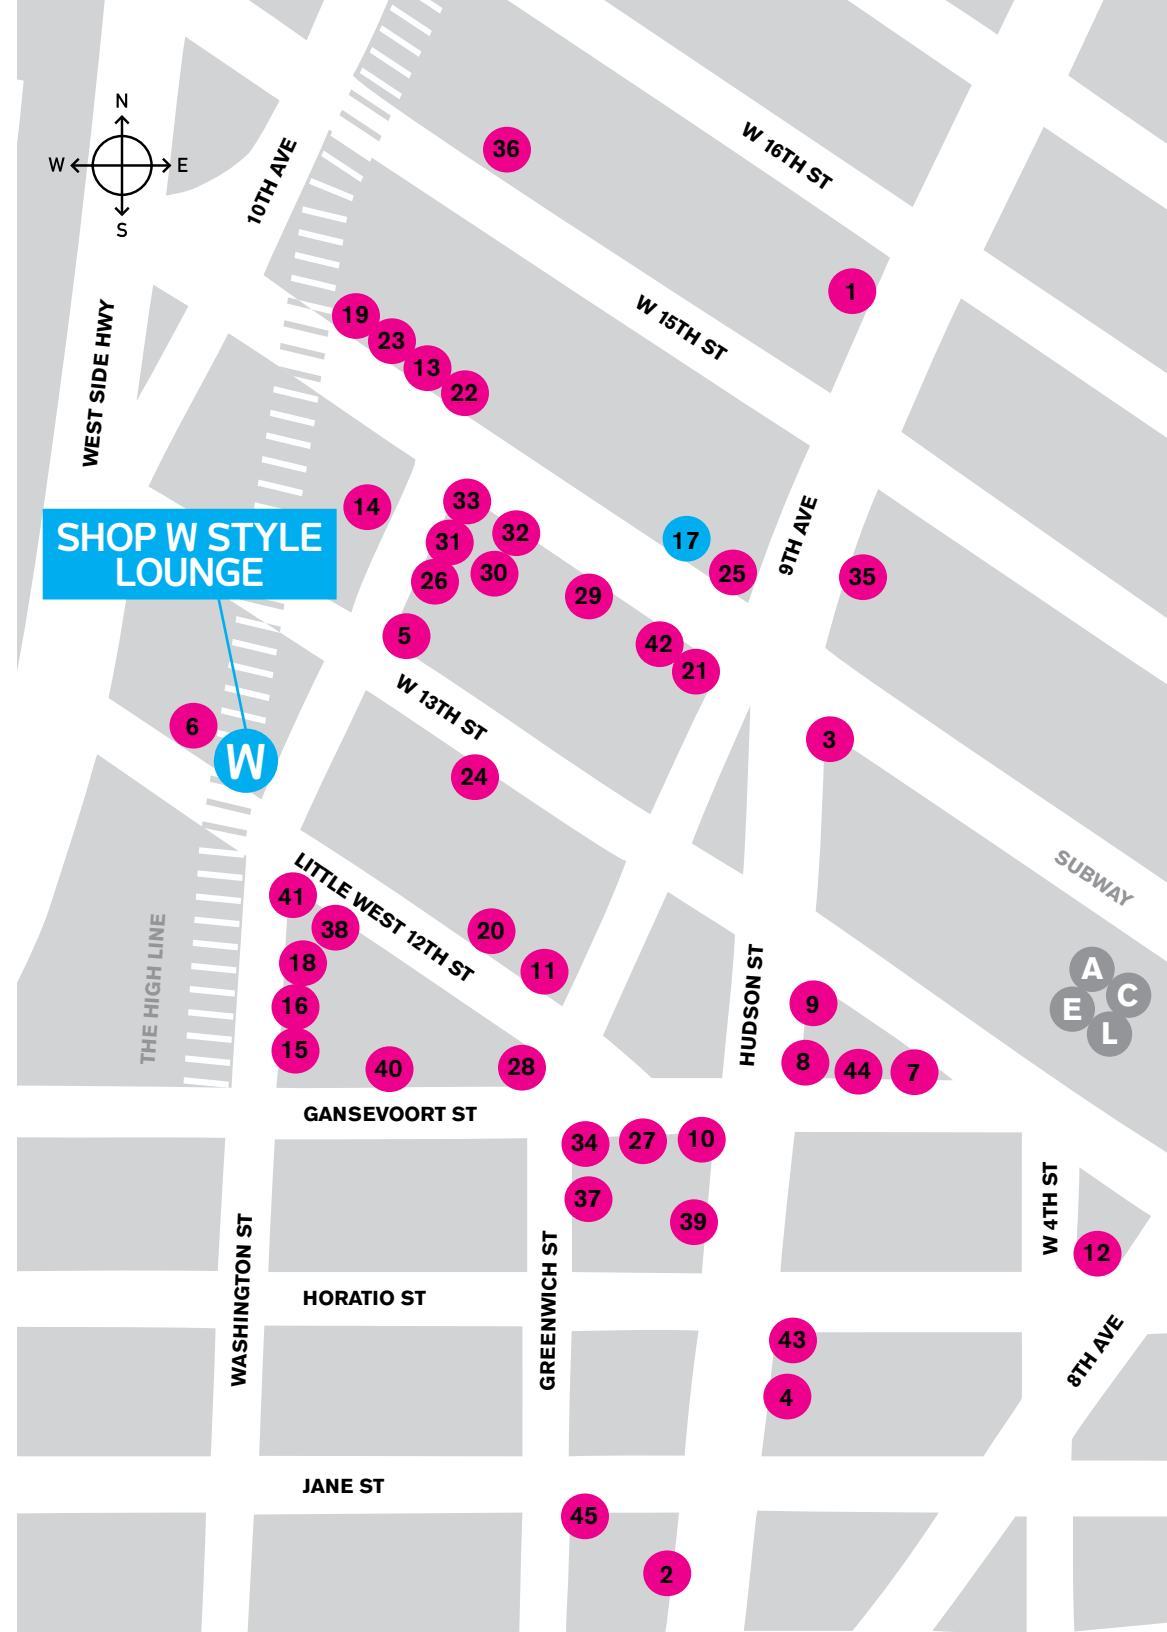 N
W E
S
10TH AVE
36
W 16TH ST
1
W 15TH ST
WEST SIDE HWY
19
23
13
22
14
33
32
31
30
26
5
29
17
25
42
21
9TH AVE
35
SHOP W STYLE
LOUNGE
6
W
W 13TH ST
24
3
SUBWAY
A
C
E
L
LITTLE WEST 12TH ST
41
38
18
16
15
20
11
40
28
THE HIGH LINE
HUDSON ST
9
8
44
7
GANSEVOORT ST
34
27
10
37
39
W 4TH ST
12
WASHINGTON ST
GREENWICH ST
HORATIO ST
43
4
8TH AVE
JANE ST
45
2